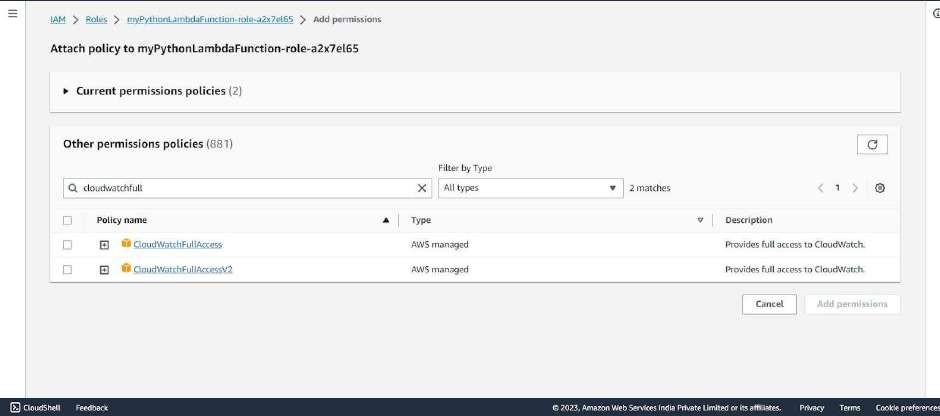 IAM > Roles > myPythonLambdaFunction-role-a2x7el65 > Add permissions
Attach policy to myPythonLambdaFunction-role-a2x7el65
Current permissions policies (2)
Other permissions policies (881)
Filter by Type
cloudwatchfull All types 2 matches 1
Policy name Type Description
CloudWatchFullAccess AWS managed Provides full access to CloudWatch.
CloudWatchFullAccessV2 AWS managed Provides full access to CloudWatch.
Cancel Add permissions
CloudShell Feedback © 2023, Amazon Web Services India Private Limited or its affiliates. Privacy Terms Cookie preferences